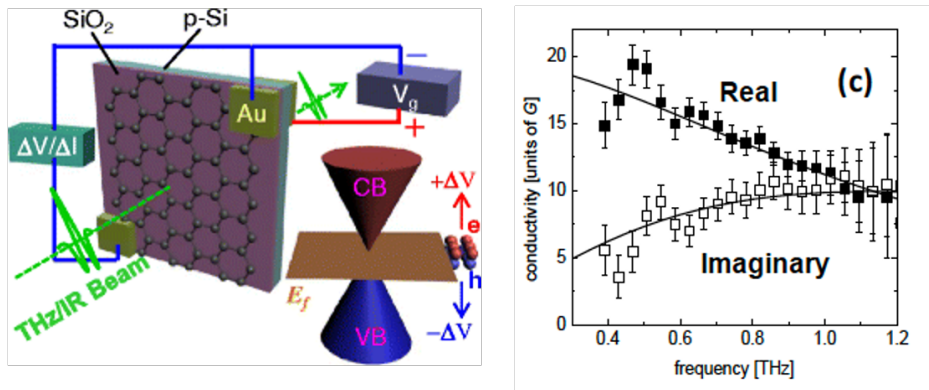 SiO2
p-Si
Au
−
Vg
+
ΔV/ΔI
THz/IR Beam
CB
+ΔV
e
Ef
h
VB
−ΔV
(c)
Real
Imaginary
conductivity [units of G]
20
15
10
5
0
0.4 0.6 0.8 1.0 1.2
frequency [THz]